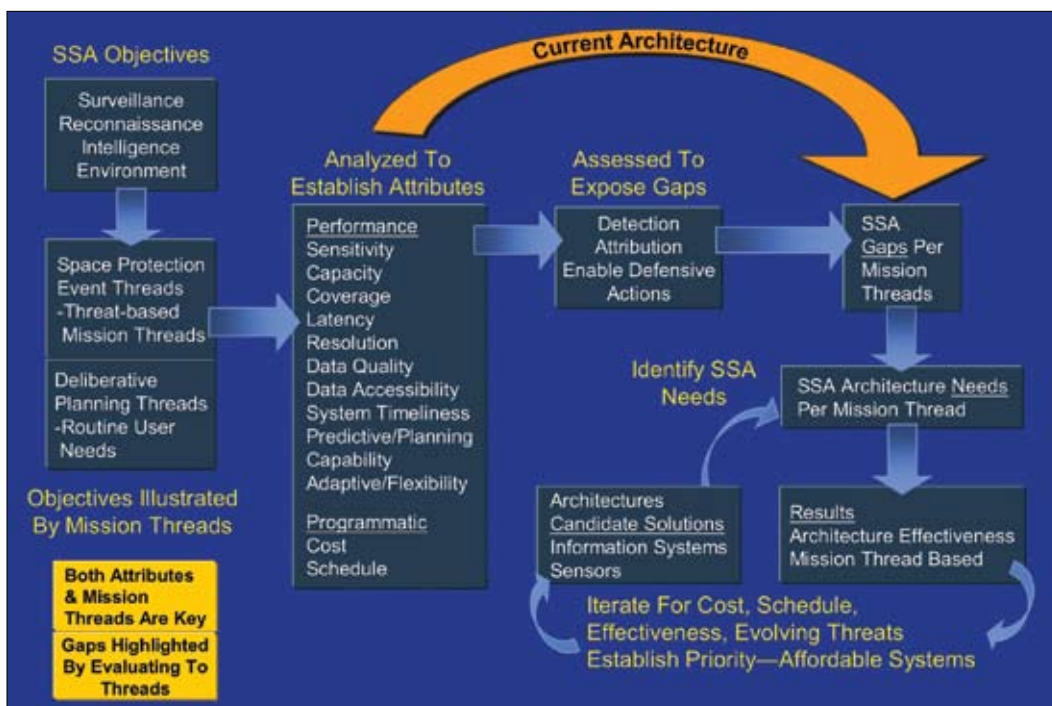 SSA Objectives
Surveillance
Reconnaissance
Intelligence
Environment
Space Protection
Event Threads
-Threat-based
Mission Threads
Deliberative
Planning Threads
-Routine User
Needs
Objectives Illustrated
By Mission Threads
Both Attributes
& Mission
Threads Are Key
Gaps Highlighted
By Evaluating To
Threads
Current Architecture
Analyzed To
Establish Attributes
Performance
Sensitivity
Capacity
Coverage
Latency
Resolution
Data Quality
Data Accessibility
System Timeliness
Predictive/Planning
Capability
Adaptive/Flexibility
Programmatic
Cost
Schedule
Assessed To
Expose Gaps
Detection
Attribution
Enable Defensive
Actions
SSA
Gaps Per
Mission
Threads
Identify SSA
Needs
SSA Architecture Needs
Per Mission Thread
Architectures
Candidate Solutions
Information Systems
Sensors
Results
Architecture Effectiveness
Mission Thread Based
Iterate For Cost, Schedule,
Effectiveness, Evolving Threats
Establish Priority—Affordable Systems